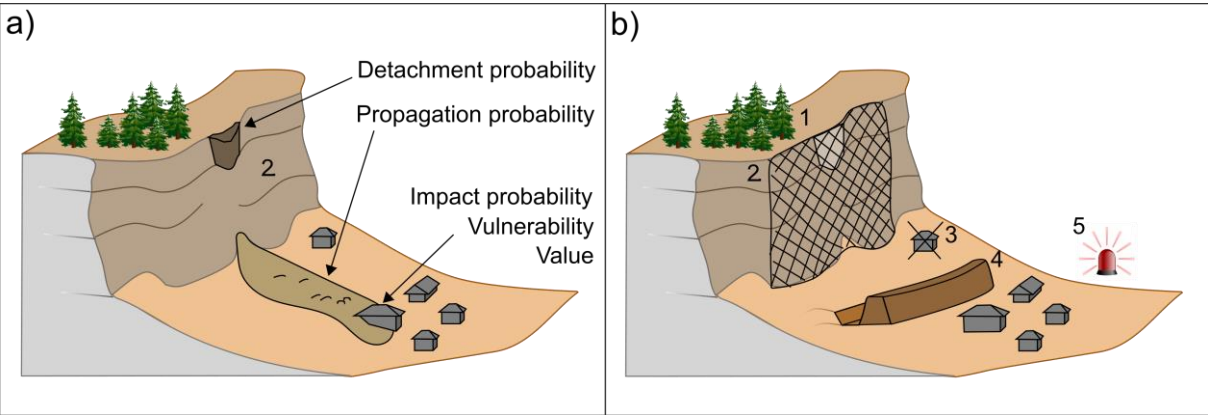 a)
Detachment probability
Propagation probability
2
Impact probability
Vulnerability
Value
b)
1
2
3
4
5